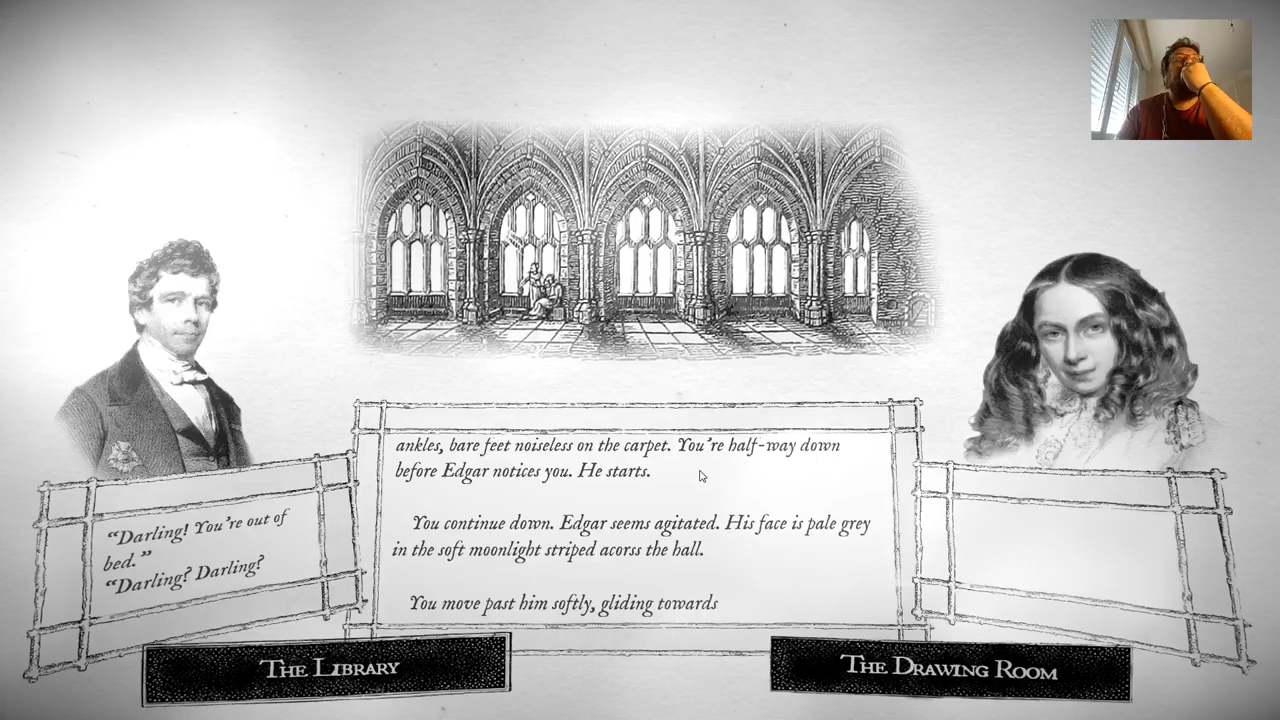 ankles, bare feet noiseless on the carpet. You're half-way down
before Edgar notices you. He starts.
You continue down. Edgar seems agitated. His face is pale grey
in the soft moonlight striped acorss the hall.
You move past him softly, gliding towards
“Darling! You're out of
bed.”
“Darling? Darling?
The Library
The Drawing Room